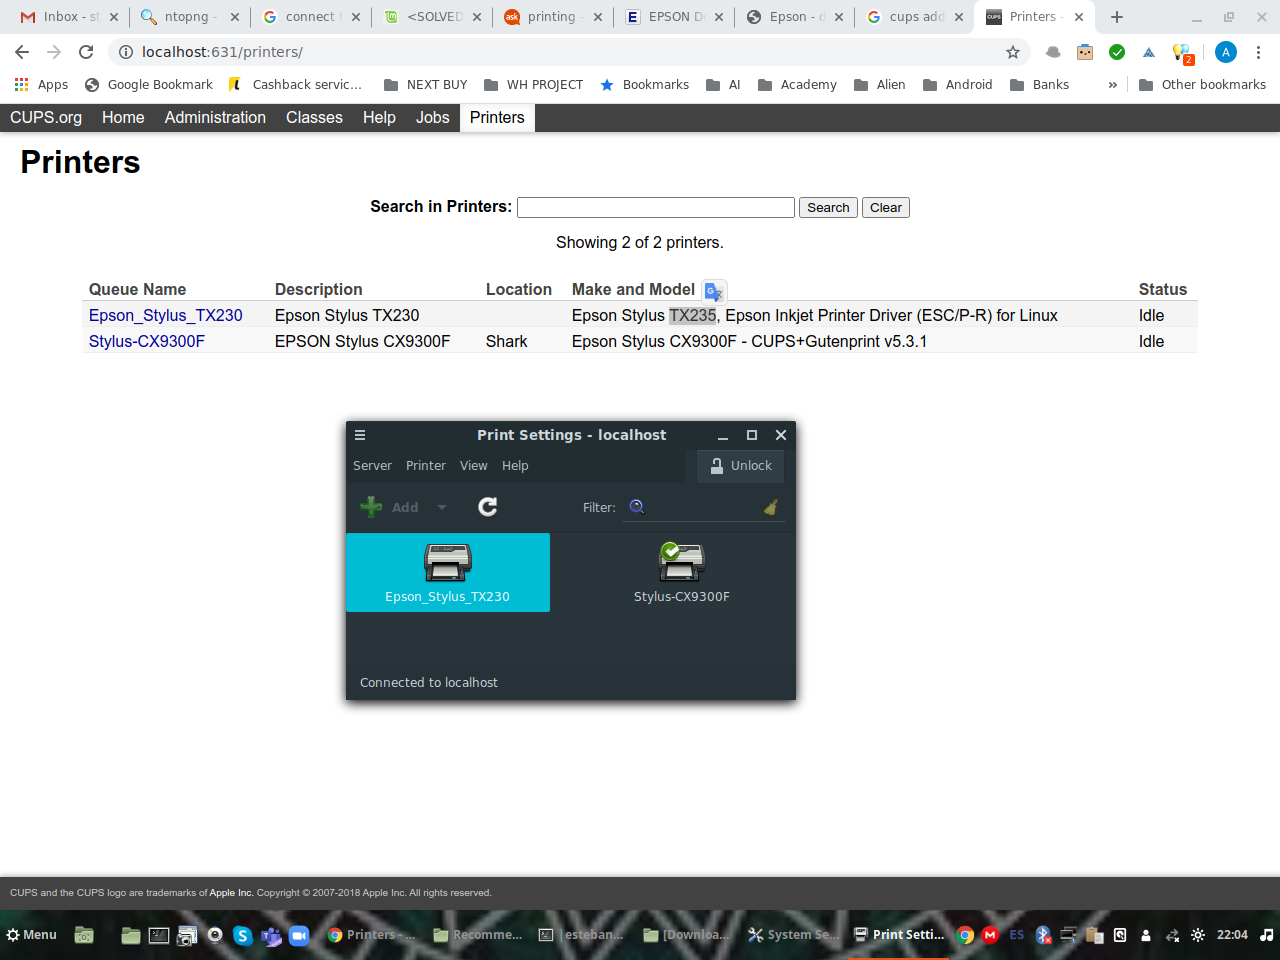 Inbox - st
ntopng -
connect t
<SOLVED
ask
printing -
EPSON D
Epson - d
cups add
CUPS
Printers -
localhost:631/printers/
2
A
Apps
Google Bookmark
Cashback servic...
NEXT BUY
WH PROJECT
Bookmarks
AI
Academy
Alien
Android
Banks
»
Other bookmarks
CUPS.org Home Administration Classes Help Jobs Printers
Printers
Search in Printers: Search Clear
Showing 2 of 2 printers.
Queue Name Description Location Make and Model Status
Epson_Stylus_TX230 Epson Stylus TX230 Epson Stylus TX235, Epson Inkjet Printer Driver (ESC/P-R) for Linux Idle
Stylus-CX9300F EPSON Stylus CX9300F Shark Epson Stylus CX9300F - CUPS+Gutenprint v5.3.1 Idle
Print Settings - localhost
Server Printer View Help Unlock
Add Filter:
Epson_Stylus_TX230 Stylus-CX9300F
Connected to localhost
CUPS and the CUPS logo are trademarks of Apple Inc. Copyright © 2007-2018 Apple Inc. All rights reserved.
Menu Printers - ... Recomme... [esteban... [Downloa... System Se... Print Setti... ES 22:04